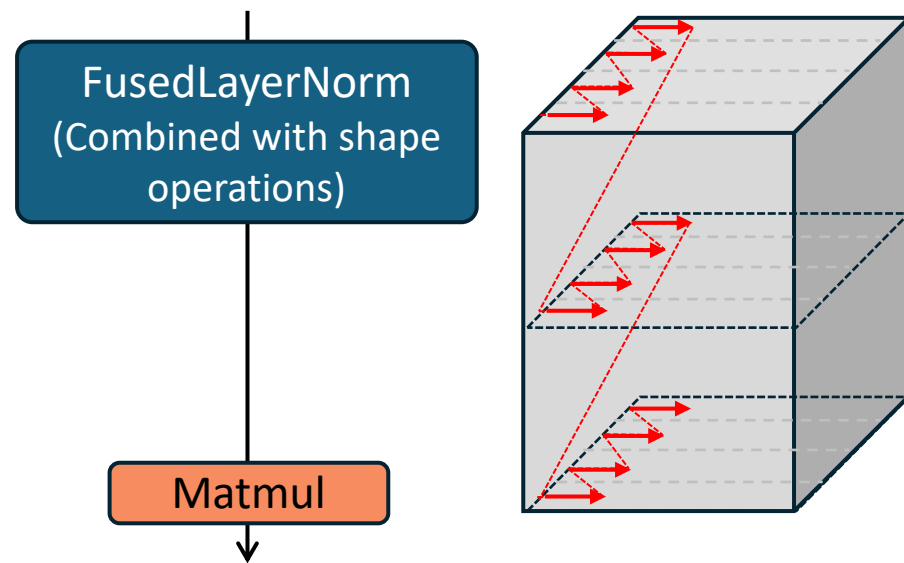 FusedLayerNorm
(Combined with shape
operations)
Matmul